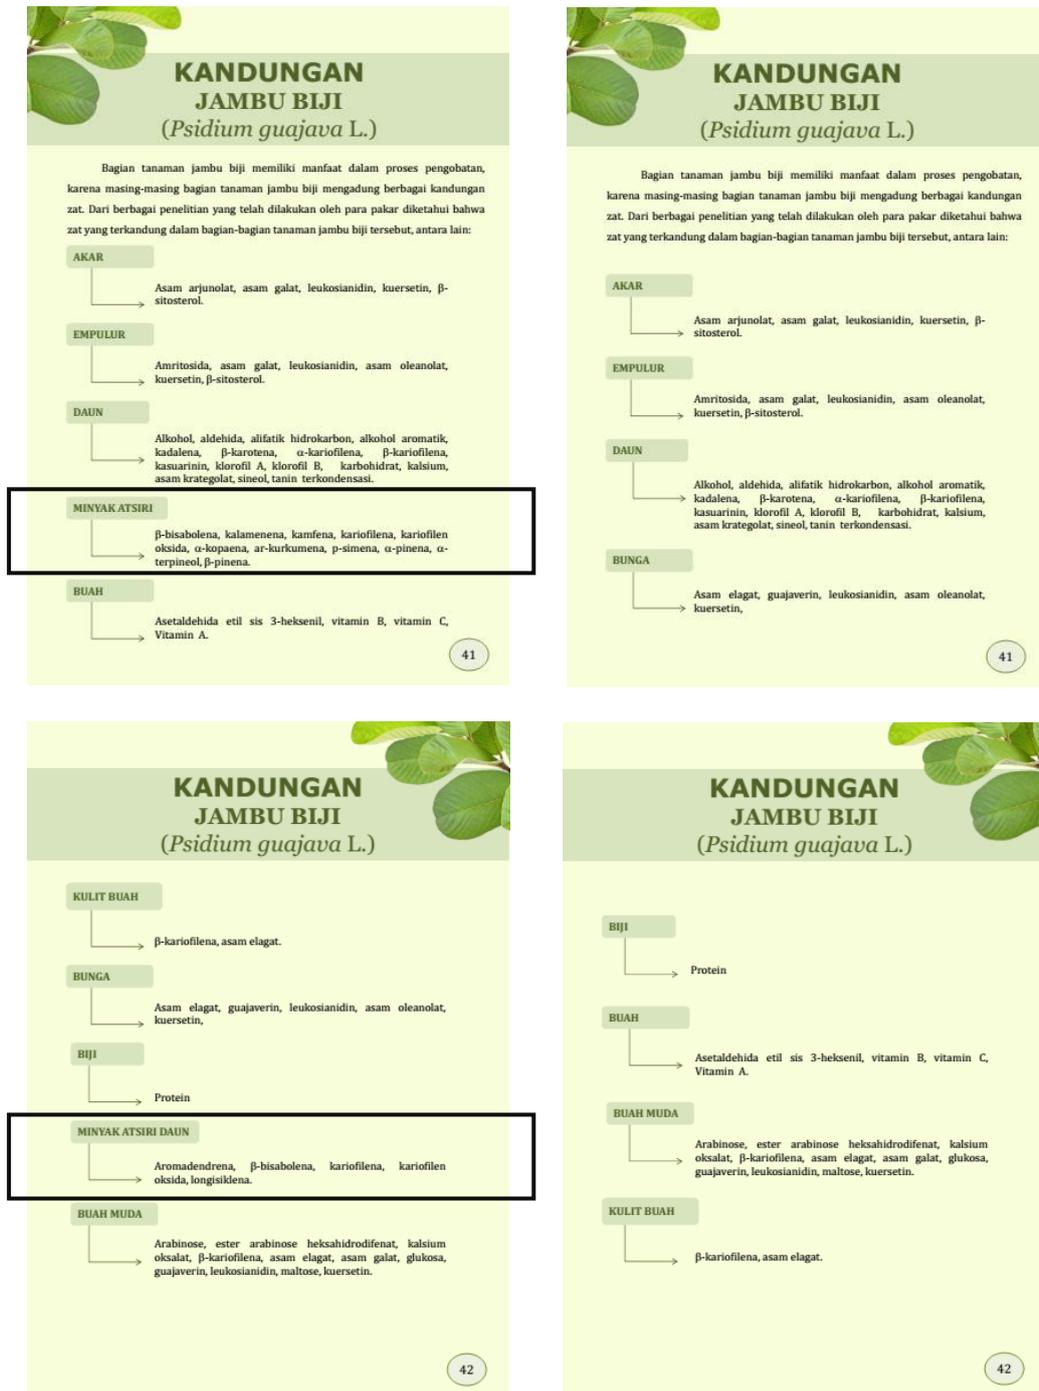 KANDUNGAN
JAMBU BIJI
(Psidium guajava L.)
Bagian tanaman jambu biji memiliki manfaat dalam proses pengobatan,
karena masing-masing bagian tanaman jambu biji mengadung berbagai kandungan
zat. Dari berbagai penelitian yang telah dilakukan oleh para pakar diketahui bahwa
zat yang terkandung dalam bagian-bagian tanaman jambu biji tersebut, antara lain:
AKAR
Asam arjunolat, asam galat, leukosianidin, kuersetin, β-
sitosterol.
EMPULUR
Amritosida, asam galat, leukosianidin, asam oleanolat,
kuersetin, β-sitosterol.
DAUN
Alkohol, aldehida, alifatik hidrokarbon, alkohol aromatik,
kadalena, β-karotena, α-kariofilena, β-kariofilena,
kasuarinin, klorofil A, klorofil B, karbohidrat, kalsium,
asam krategolat, sineol, tanin terkondensasi.
MINYAK ATSIRI
β-bisabolena, kalamenena, kamfena, kariofilena, kariofilen
oksida, α-kopaena, ar-kurkumena, p-simena, α-pinena, α-
terpineol, β-pinena.
BUAH
Asetaldehida etil sis 3-heksenil, vitamin B, vitamin C,
Vitamin A.
41
KANDUNGAN
JAMBU BIJI
(Psidium guajava L.)
Bagian tanaman jambu biji memiliki manfaat dalam proses pengobatan,
karena masing-masing bagian tanaman jambu biji mengadung berbagai kandungan
zat. Dari berbagai penelitian yang telah dilakukan oleh para pakar diketahui bahwa
zat yang terkandung dalam bagian-bagian tanaman jambu biji tersebut, antara lain:
AKAR
Asam arjunolat, asam galat, leukosianidin, kuersetin, β-
sitosterol.
EMPULUR
Amritosida, asam galat, leukosianidin, asam oleanolat,
kuersetin, β-sitosterol.
DAUN
Alkohol, aldehida, alifatik hidrokarbon, alkohol aromatik,
kadalena, β-karotena, α-kariofilena, β-kariofilena,
kasuarinin, klorofil A, klorofil B, karbohidrat, kalsium,
asam krategolat, sineol, tanin terkondensasi.
BUNGA
Asam elagat, guajaverin, leukosianidin, asam oleanolat,
kuersetin,
41
KANDUNGAN
JAMBU BIJI
(Psidium guajava L.)
KULIT BUAH
β-kariofilena, asam elagat.
BUNGA
Asam elagat, guajaverin, leukosianidin, asam oleanolat,
kuersetin,
BIJI
Protein
MINYAK ATSIRI DAUN
Aromadendrena, β-bisabolena, kariofilena, kariofilen
oksida, longisiklena.
BUAH MUDA
Arabinose, ester arabinose heksahidrodifenat, kalsium
oksalat, β-kariofilena, asam elagat, asam galat, glukosa,
guajaverin, leukosianidin, maltose, kuersetin.
42
KANDUNGAN
JAMBU BIJI
(Psidium guajava L.)
BIJI
Protein
BUAH
Asetaldehida etil sis 3-heksenil, vitamin B, vitamin C,
Vitamin A.
BUAH MUDA
Arabinose, ester arabinose heksahidrodifenat, kalsium
oksalat, β-kariofilena, asam elagat, asam galat, glukosa,
guajaverin, leukosianidin, maltose, kuersetin.
KULIT BUAH
β-kariofilena, asam elagat.
42